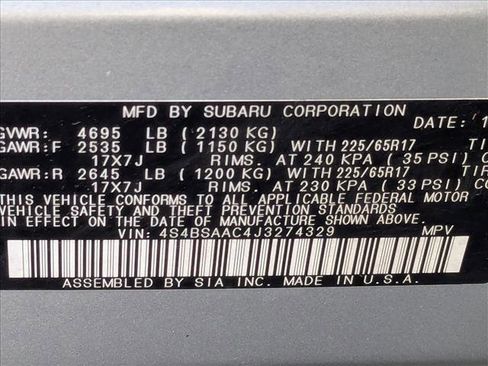 MFD BY SUBARU CORPORATION
GVWR: 4695 LB ( 2130 KG) DATE: 1
GAWR:F 2535 LB ( 1150 KG) WITH 225/65R17 TI
17X7J RIMS. AT 240 KPA ( 35 PSI) C
GAWR:R 2645 LB ( 1200 KG) WITH 225/65R17 TIR
17X7J RIMS. AT 230 KPA ( 33 PSI) C
THIS VEHICLE CONFORMS TO ALL APPLICABLE FEDERAL MOTOR
VEHICLE SAFETY AND THEFT PREVENTION STANDARDS
IN EFFECT ON THE DATE OF MANUFACTURE SHOWN ABOVE.
VIN: 4S4BSAAC4J3274329 MPV
ASSEMBLED BY SIA INC. MADE IN U.S.A.